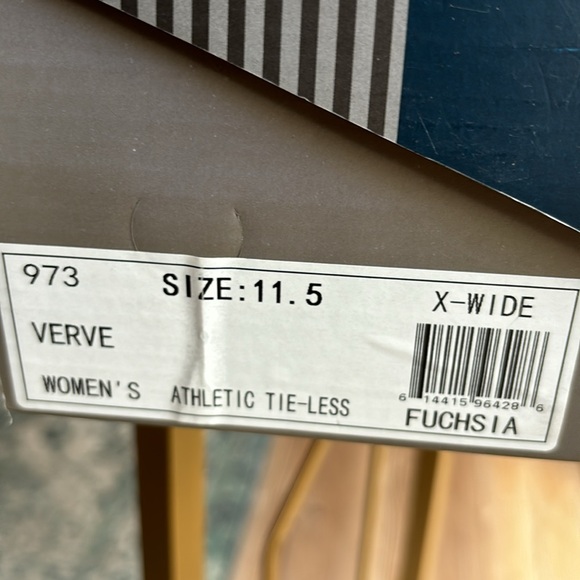 973 SIZE:11.5 X-WIDE
VERVE
6 14415 96428 6
WOMEN'S ATHLETIC TIE-LESS FUCHSIA